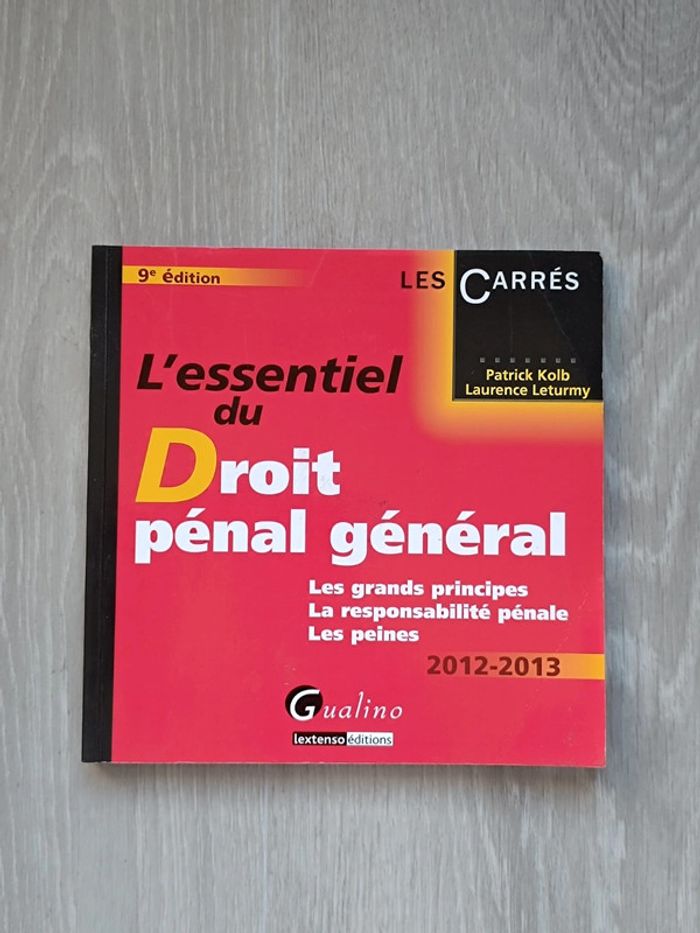 9e édition
LES CARRÉS
Patrick Kolb
Laurence Leturmy
L'essentiel
du
Droit
pénal général
Les grands principes
La responsabilité pénale
Les peines
2012-2013
Gualino
lextenso éditions